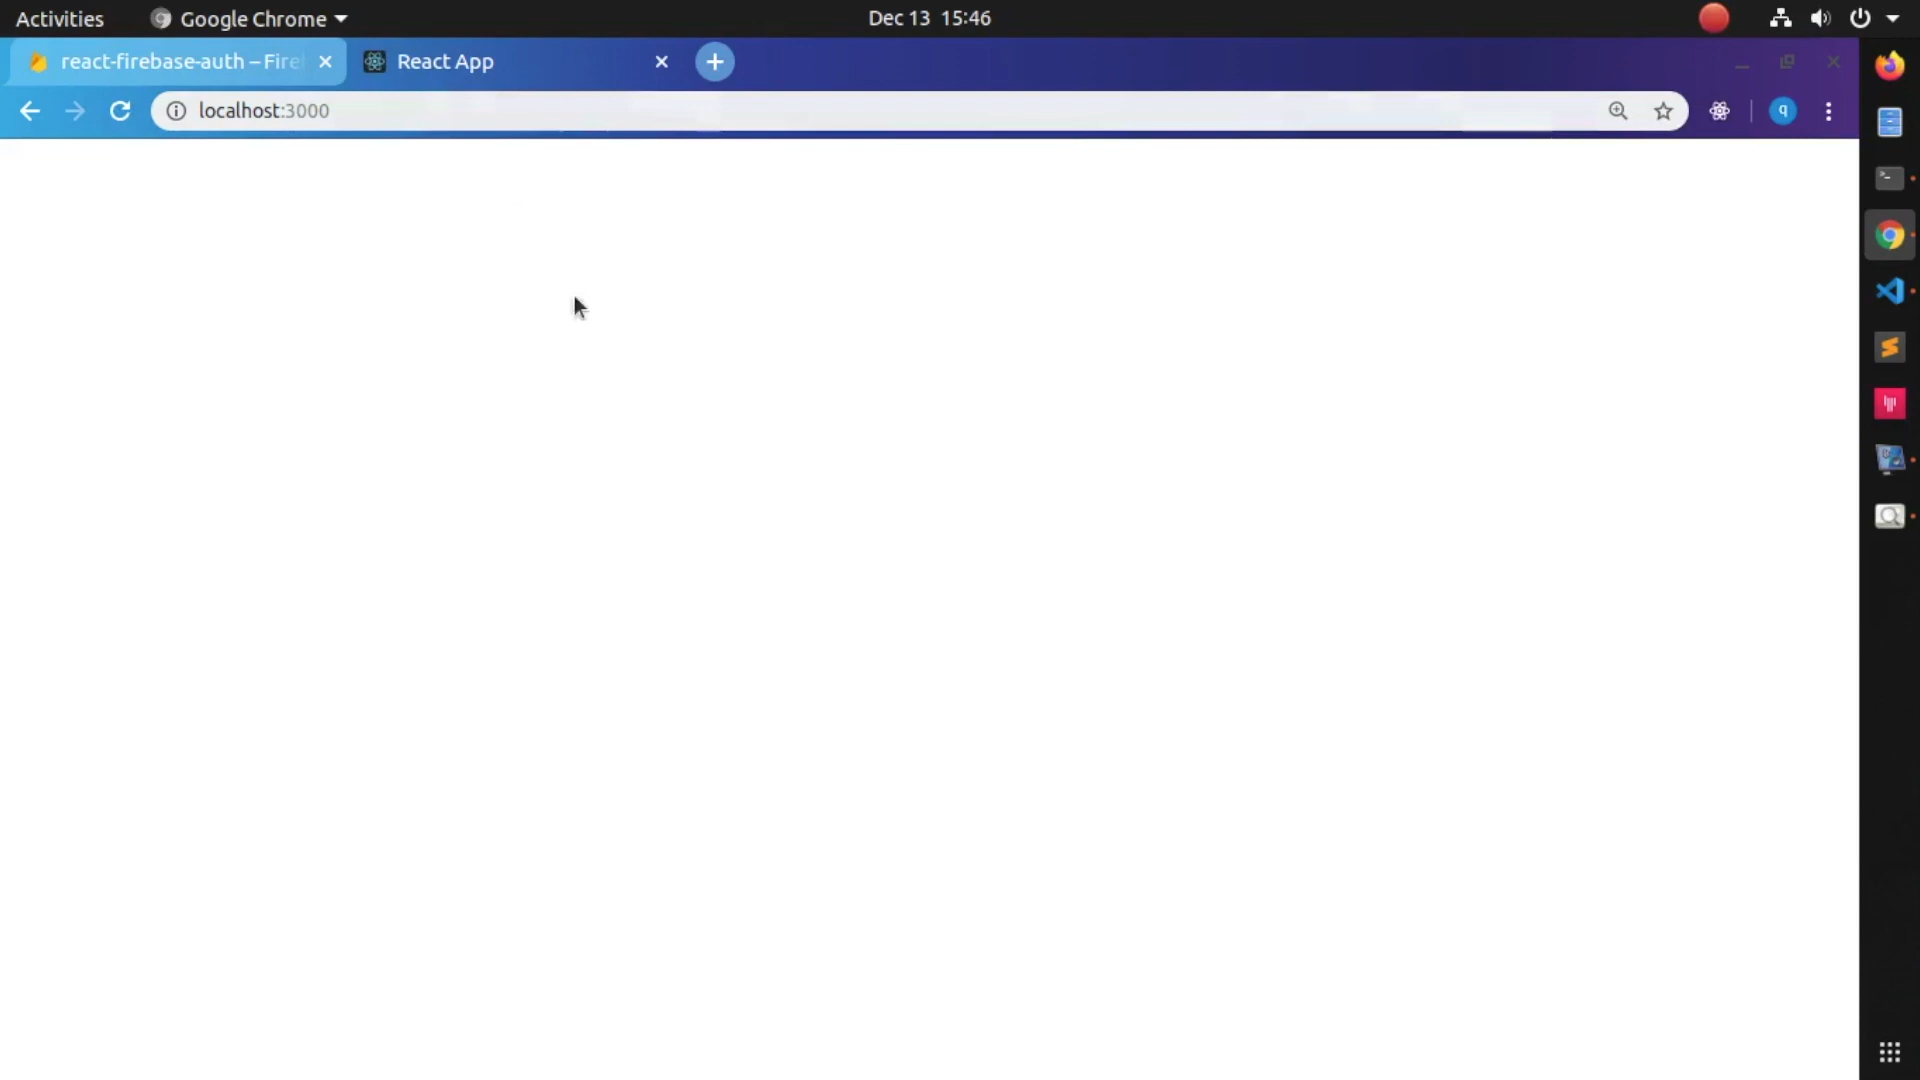 Activities
Google Chrome
Dec 13 15:46
react-firebase-auth – Fire
React App
localhost:3000
q